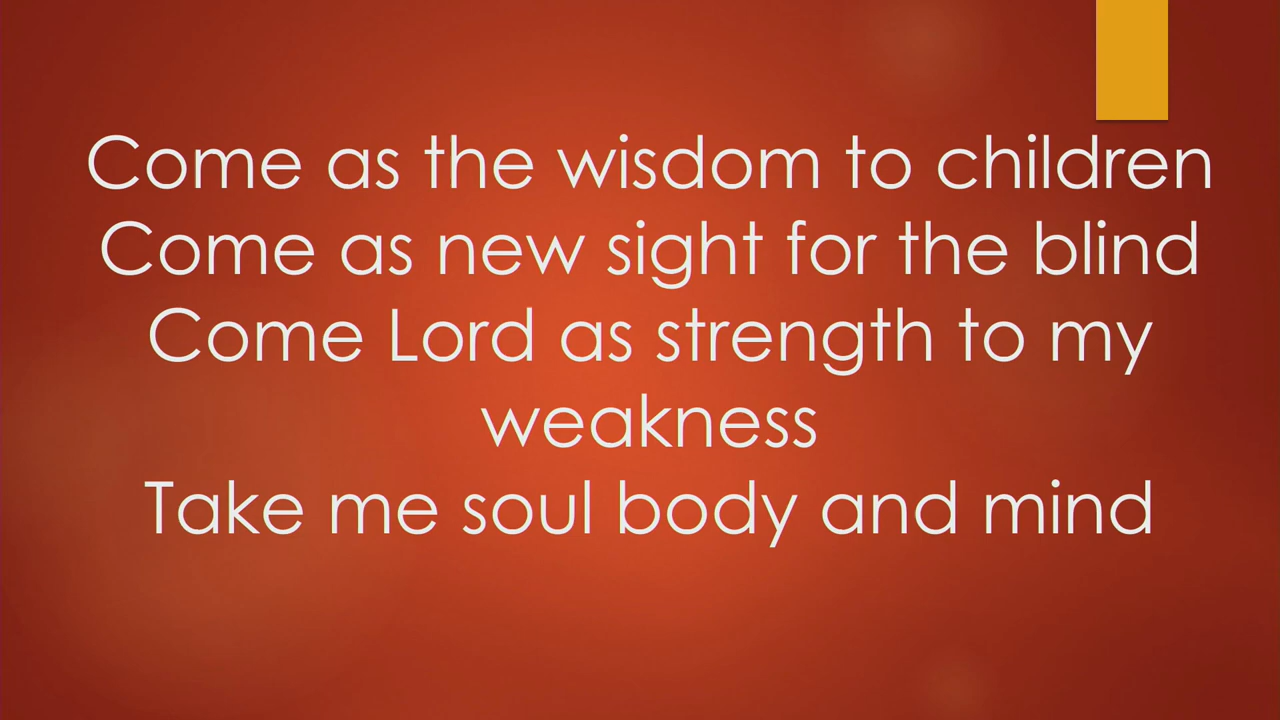 Come as the wisdom to children
Come as new sight for the blind
Come Lord as strength to my
weakness
Take me soul body and mind